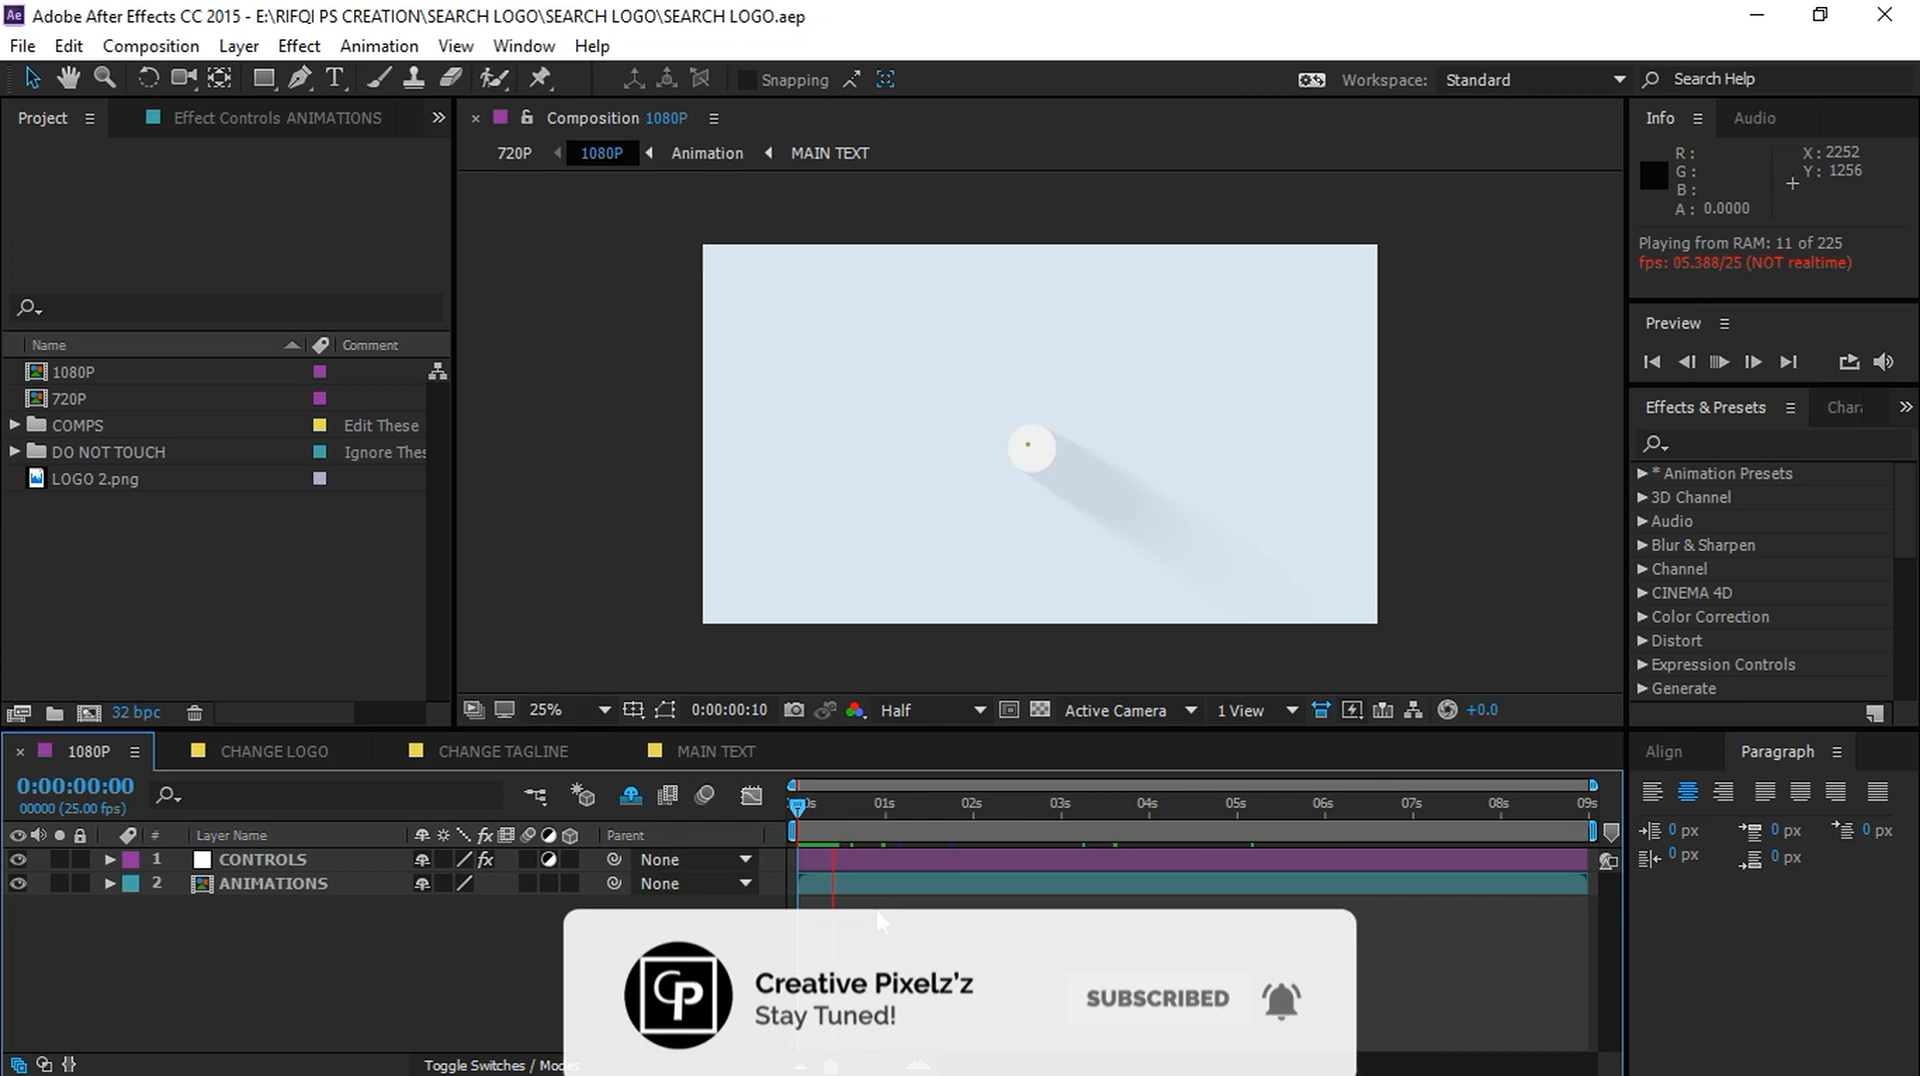 Adobe After Effects CC 2015 - E:\RIFQI PS CREATION\SEARCH LOGO\SEARCH LOGO\SEARCH LOGO.aep
File Edit Composition Layer Effect Animation View Window Help
Snapping
Workspace: Standard
Search Help
Project
Effect Controls ANIMATIONS
Name
Comment
1080P
720P
COMPS Edit These
DO NOT TOUCH Ignore Thes
LOGO 2.png
32 bpc
Composition 1080P
720P 1080P Animation MAIN TEXT
25%
0:00:00:10
Half
Active Camera
1 View
+0.0
Info
Audio
R:
G:
B:
A: 0.0000
X: 2252
Y: 1256
Playing from RAM: 11 of 225
fps: 05.388/25 (NOT realtime)
Preview
Effects & Presets
Chara
* Animation Presets
3D Channel
Audio
Blur & Sharpen
Channel
CINEMA 4D
Color Correction
Distort
Expression Controls
Generate
1080P
CHANGE LOGO
CHANGE TAGLINE
MAIN TEXT
0:00:00:00
00000 (25.00 fps)
# Layer Name
Parent
1 CONTROLS None
2 ANIMATIONS None
0s 01s 02s 03s 04s 05s 06s 07s 08s 09s
Toggle Switches / Modes
Align
Paragraph
0 px 0 px 0 px
0 px 0 px
CP
Creative Pixelz’z
Stay Tuned!
SUBSCRIBED